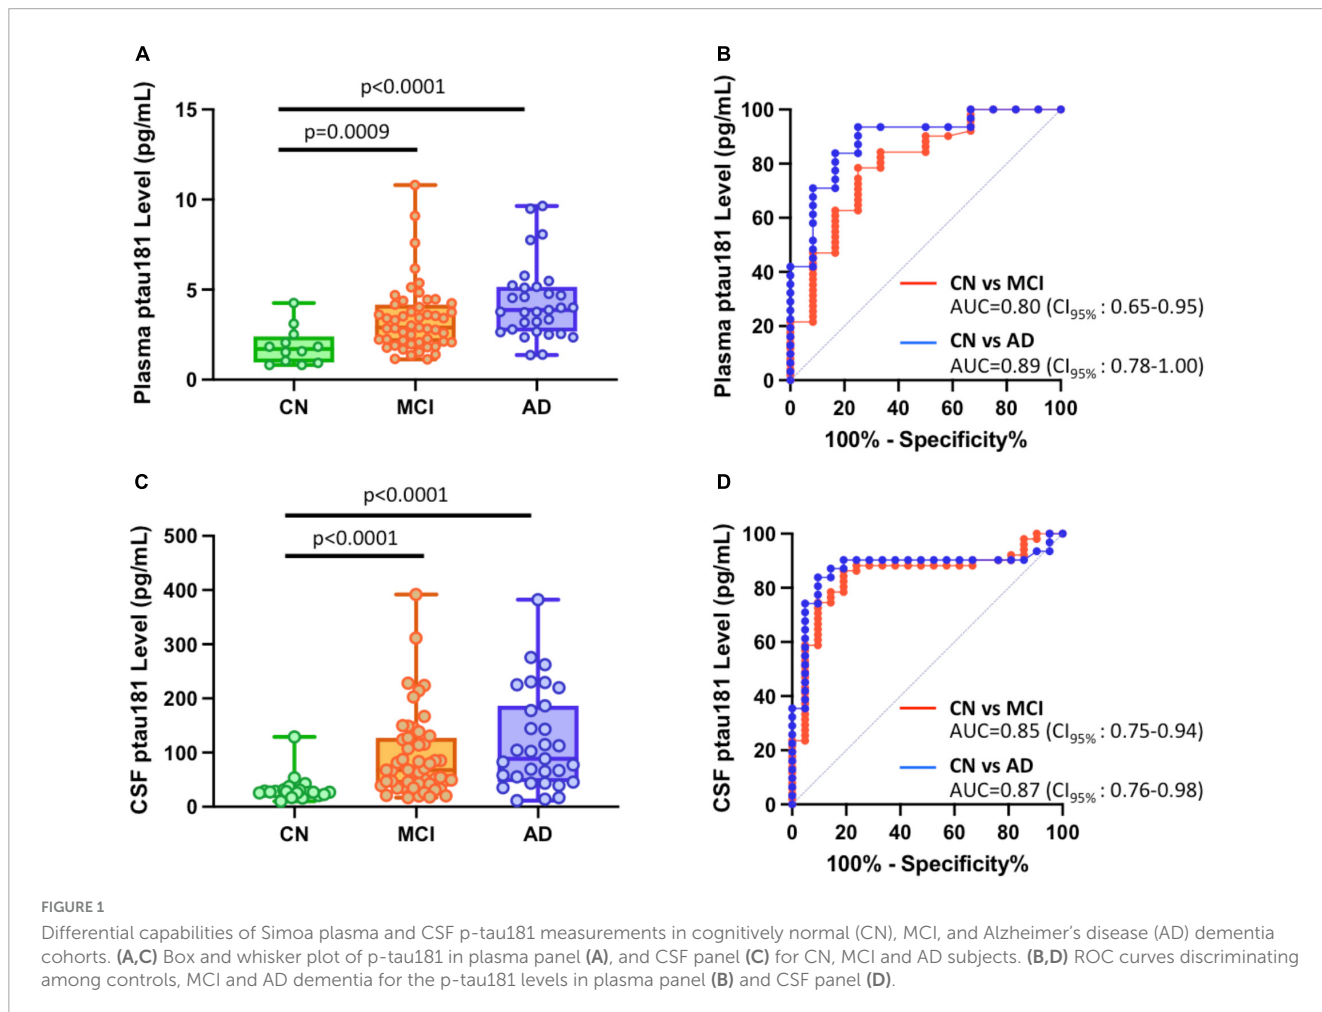 A
p<0.0001
p=0.0009
Plasma ptau181 Level (pg/mL)
15
10
5
0
CN MCI AD
B
Plasma ptau181 Level (pg/mL)
100
80
60
40
20
0
CN vs MCI
AUC=0.80 (CI95% : 0.65-0.95)
CN vs AD
AUC=0.89 (CI95% : 0.78-1.00)
0 20 40 60 80 100
100% - Specificity%
C
p<0.0001
p<0.0001
CSF ptau181 Level (pg/mL)
500
400
300
200
100
0
CN MCI AD
D
CSF ptau181 Level (pg/mL)
100
80
60
40
20
0
CN vs MCI
AUC=0.85 (CI95% : 0.75-0.94)
CN vs AD
AUC=0.87 (CI95% : 0.76-0.98)
0 20 40 60 80 100
100% - Specificity%
FIGURE 1
Differential capabilities of Simoa plasma and CSF p-tau181 measurements in cognitively normal (CN), MCI, and Alzheimer's disease (AD) dementia
cohorts. (A,C) Box and whisker plot of p-tau181 in plasma panel (A), and CSF panel (C) for CN, MCI and AD subjects. (B,D) ROC curves discriminating
among controls, MCI and AD dementia for the p-tau181 levels in plasma panel (B) and CSF panel (D).